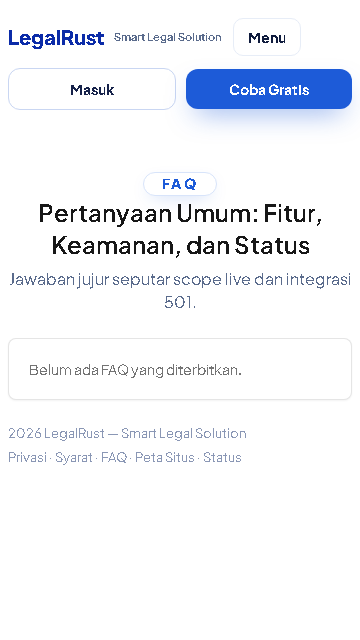 LegalRust Smart Legal Solution Menu
Masuk Coba Gratis
FAQ
Pertanyaan Umum: Fitur,
Keamanan, dan Status
Jawaban jujur seputar scope live dan integrasi
501.
Belum ada FAQ yang diterbitkan.
2026 LegalRust — Smart Legal Solution
Privasi · Syarat · FAQ · Peta Situs · Status